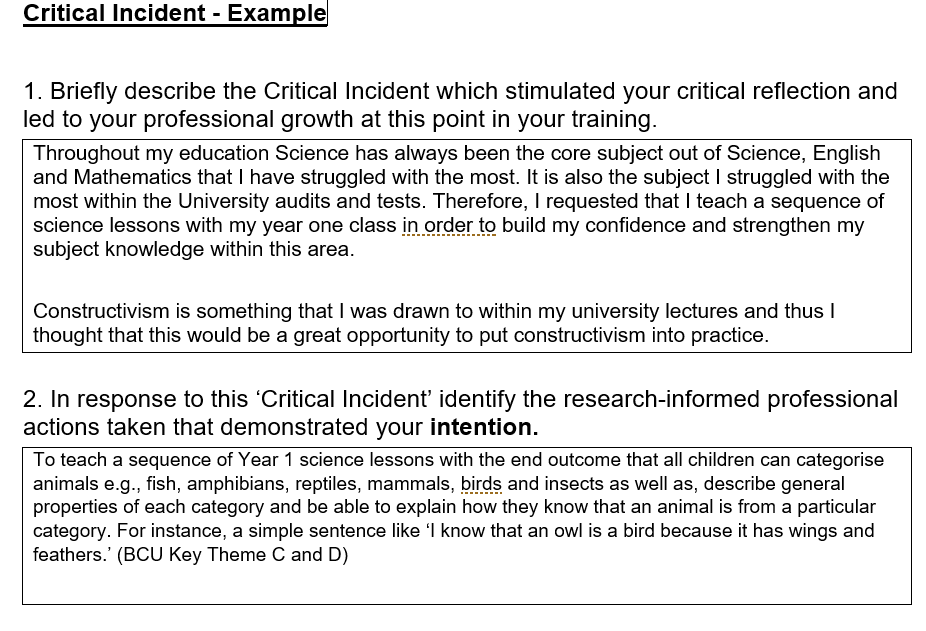 Critical Incident - Example
1. Briefly describe the Critical Incident which stimulated your critical reflection and
led to your professional growth at this point in your training.
Throughout my education Science has always been the core subject out of Science, English
and Mathematics that I have struggled with the most. It is also the subject I struggled with the
most within the University audits and tests. Therefore, I requested that I teach a sequence of
science lessons with my year one class in order to build my confidence and strengthen my
subject knowledge within this area.
Constructivism is something that I was drawn to within my university lectures and thus I
thought that this would be a great opportunity to put constructivism into practice.
2. In response to this ‘Critical Incident’ identify the research-informed professional
actions taken that demonstrated your intention.
To teach a sequence of Year 1 science lessons with the end outcome that all children can categorise
animals e.g., fish, amphibians, reptiles, mammals, birds and insects as well as, describe general
properties of each category and be able to explain how they know that an animal is from a particular
category. For instance, a simple sentence like ‘I know that an owl is a bird because it has wings and
feathers.’ (BCU Key Theme C and D)